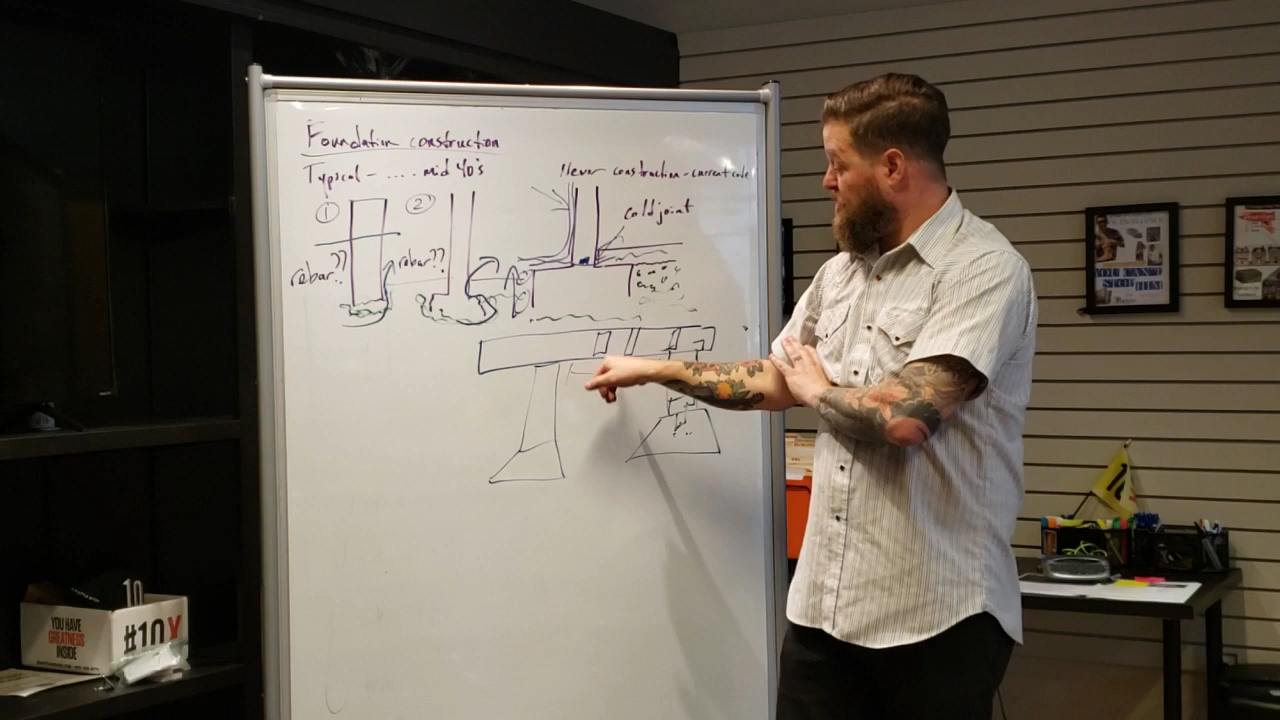 Foundation construction
Typical - .... mid 40's
Newer construction - current code
① ②
cold joint
rebar??
rebar??
YOU HAVE
GREATNESS
INSIDE
#10X
10